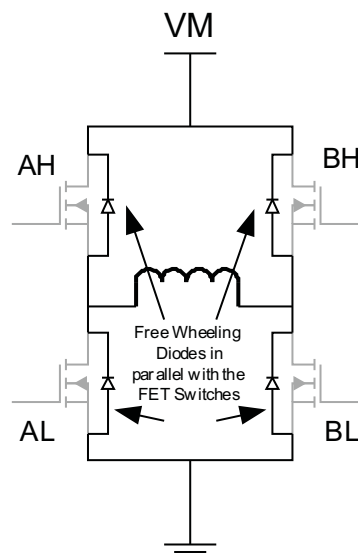 VM
AH
BH
Free Wheeling
Diodes in
parallel with the
FET Switches
AL
BL